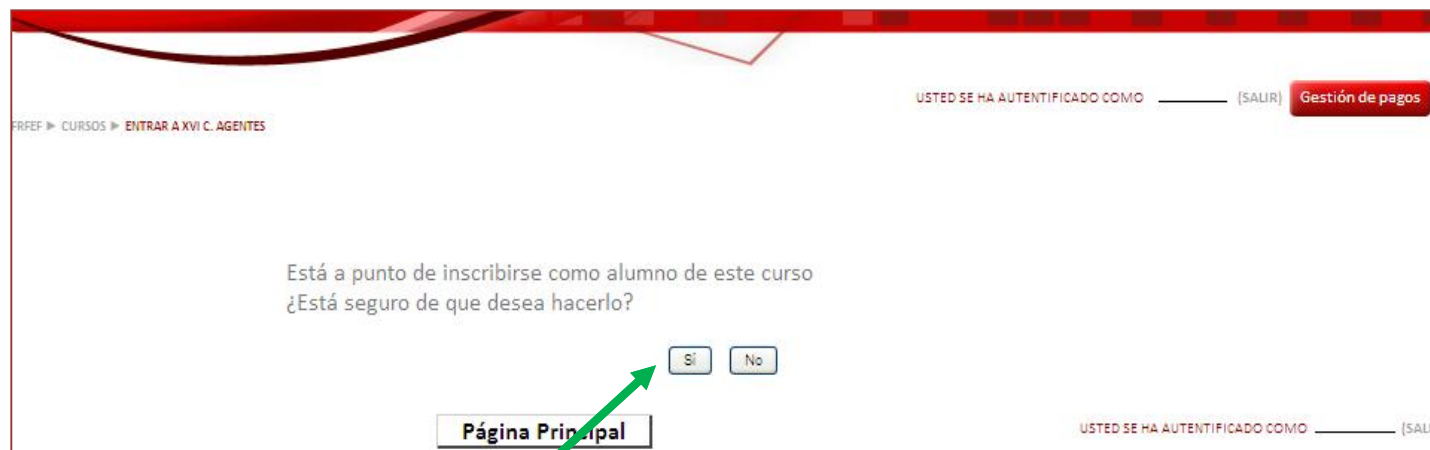 USTED SE HA AUTENTIFICADO COMO (SALIR) Gestión de pagos
FRFEF ► CURSOS ► ENTRAR A XVI C. AGENTES
Está a punto de inscribirse como alumno de este curso
¿Está seguro de que desea hacerlo?
Sí No
Página Principal
USTED SE HA AUTENTIFICADO COMO (SALI